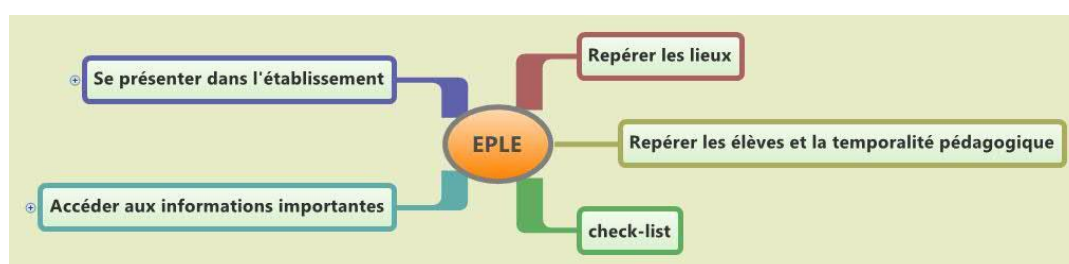 Repérer les lieux
Se présenter dans l'établissement
EPLE
Repérer les élèves et la temporalité pédagogique
Accéder aux informations importantes
check-list